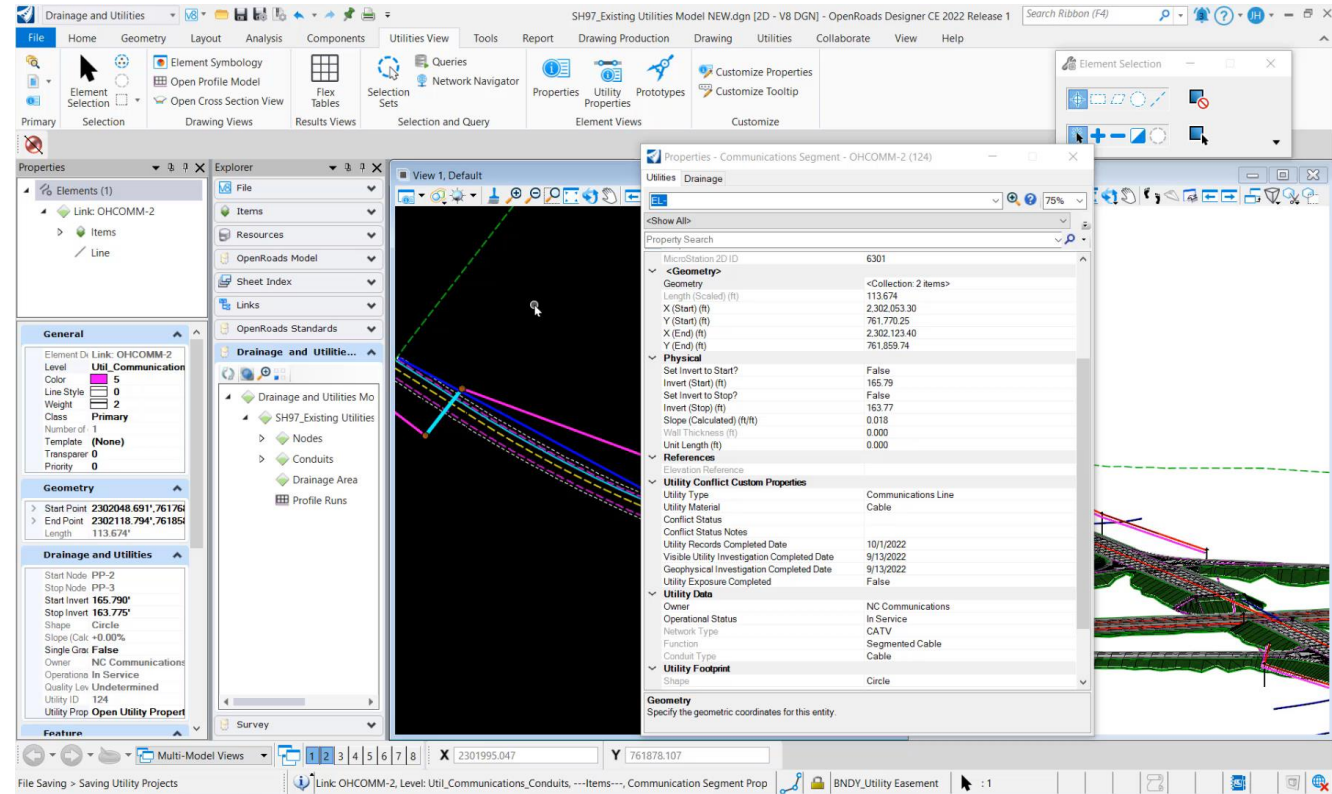 Drainage and Utilities
SH97_Existing Utilities Model NEW.dgn [2D - V8 DGN] - OpenRoads Designer CE 2022 Release 1
Search Ribbon (F4)
JH
File Home Geometry Layout Analysis Components Utilities View Tools Report Drawing Production Drawing Utilities Collaborate View Help
Element Selection
Element Symbology
Open Profile Model
Open Cross Section View
Flex Tables
Selection Sets
Queries
Network Navigator
Properties
Utility Properties
Prototypes
Customize Properties
Customize Tooltip
Primary Selection Drawing Views Results Views Selection and Query Element Views Customize
Element Selection
Properties
Elements (1)
Link: OHCOMM-2
Items
Line
General
Element De Link: OHCOMM-2
Level Util_Communication
Color 5
Line Style 0
Weight 2
Class Primary
Number of 1
Template (None)
Transparer 0
Priority 0
Geometry
Start Point 2302048.691',76176
End Point 2302118.794',76185
Length 113.674'
Drainage and Utilities
Start Node PP-2
Stop Node PP-3
Start Invert 165.790'
Stop Invert 163.775'
Shape Circle
Slope (Calc +0.00%
Single Grac False
Owner NC Communications
Operationa In Service
Quality Lev Undetermined
Utility ID 124
Utility Prop Open Utility Propert
Feature
Explorer
File
Items
Resources
OpenRoads Model
Sheet Index
Links
OpenRoads Standards
Drainage and Utilitie...
Drainage and Utilities Mo
SH97_Existing Utilities
Nodes
Conduits
Drainage Area
Profile Runs
Survey
View 1, Default
Properties - Communications Segment - OHCOMM-2 (124)
Utilities Drainage
EL-
75%
<Show All>
Property Search
MicroStation 2D ID 6301
<Geometry>
Geometry <Collection: 2 items>
Length (Scaled) (ft) 113.674
X (Start) (ft) 2,302,053.30
Y (Start) (ft) 761,770.25
X (End) (ft) 2,302,123.40
Y (End) (ft) 761,859.74
Physical
Set Invert to Start? False
Invert (Start) (ft) 165.79
Set Invert to Stop? False
Invert (Stop) (ft) 163.77
Slope (Calculated) (ft/ft) 0.018
Wall Thickness (ft) 0.000
Unit Length (ft) 0.000
References
Elevation Reference
Utility Conflict Custom Properties
Utility Type Communications Line
Utility Material Cable
Conflict Status
Conflict Status Notes
Utility Records Completed Date 10/1/2022
Visible Utility Investigation Completed Date 9/13/2022
Geophysical Investigation Completed Date 9/13/2022
Utility Exposure Completed False
Utility Data
Owner NC Communications
Operational Status In Service
Network Type CATV
Function Segmented Cable
Conduit Type Cable
Utility Footprint
Shape Circle
Geometry
Specify the geometric coordinates for this entity.
Multi-Model Views 1 2 3 4 5 6 7 8 X 2301995.047 Y 761878.107
File Saving > Saving Utility Projects
Link: OHCOMM-2, Level: Util_Communications_Conduits, ---Items---, Communication Segment Prop
BNDY_Utility Easement
: 1